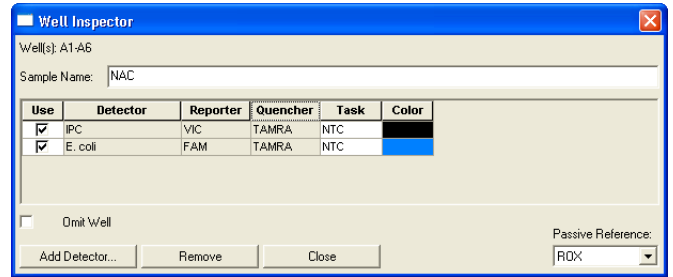 Well Inspector
Well(s): A1-A6
Sample Name: NAC
Use Detector Reporter Quencher Task Color
IPC VIC TAMRA NTC
E. coli FAM TAMRA NTC
Omit Well
Passive Reference:
Add Detector... Remove Close ROX